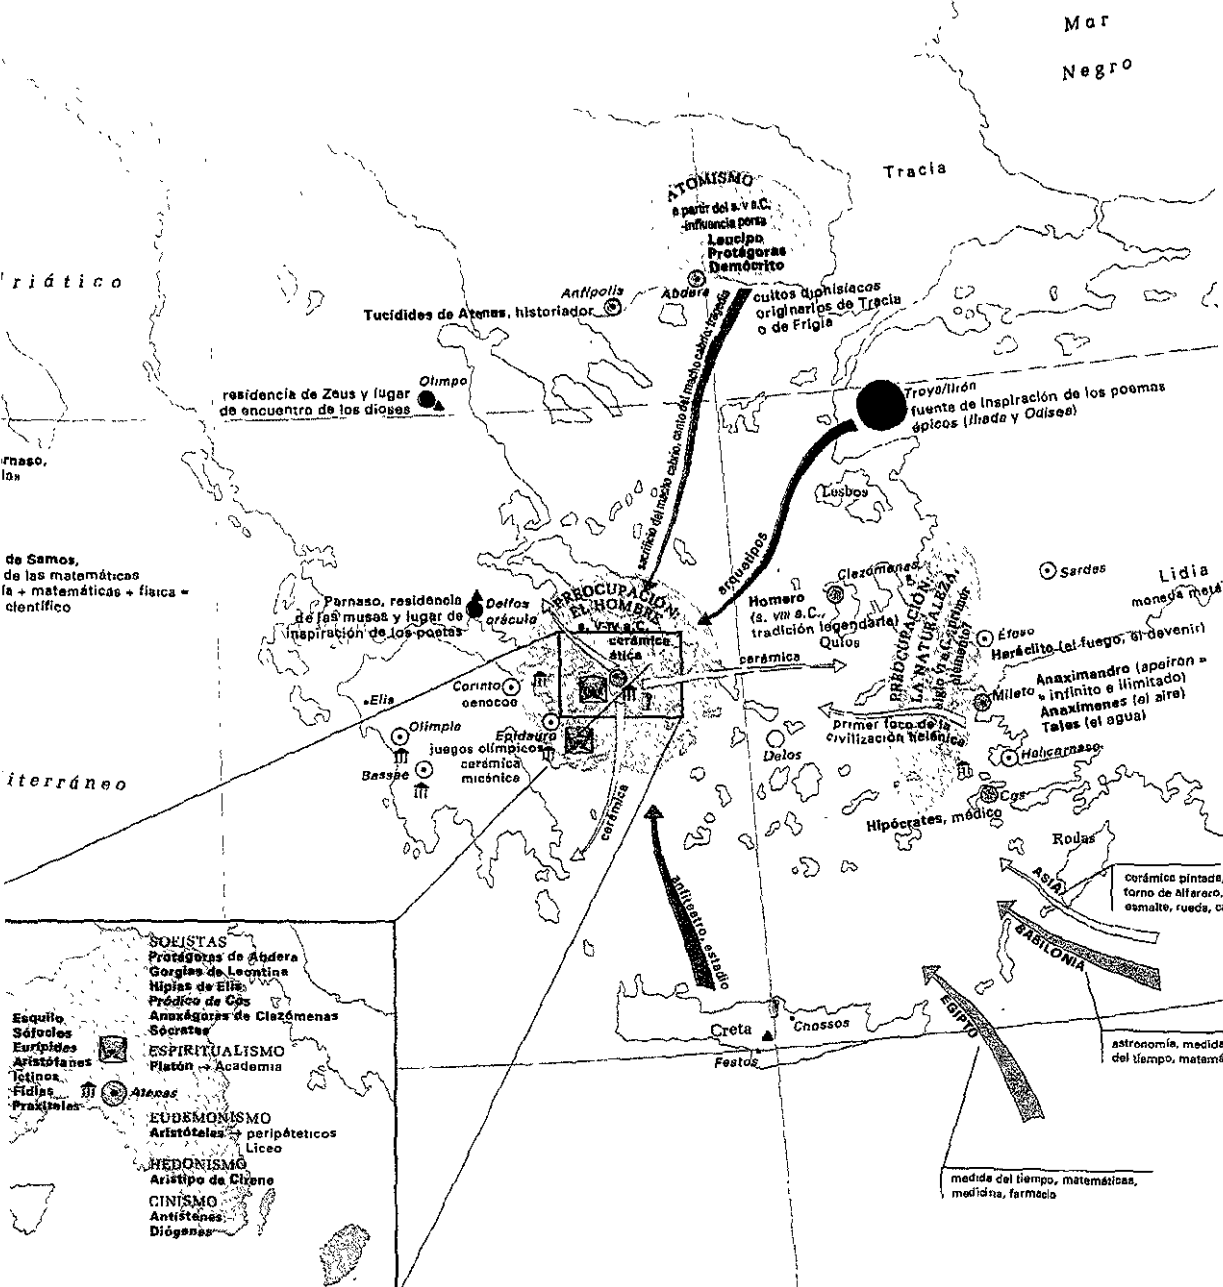 Mar
Negro
Tracia
ATOMISMO
a partir del s. V a.C.
influencia persa
Leucipo
Protágoras
Demócrito
riático
Antípolis
Abdera
Tucídides de Atenas, historiador
cultos dionisíacos
originarios de Tracia
o de Frigia
sacrificio del macho cabrío, canto del macho cabrío: tragedia
Olimpo
residencia de Zeus y lugar
de encuentro de los dioses
Troya/Ilión
fuente de inspiración de los poemas
épicos (Ilíada y Odisea)
rnaso,
las
Lesbos
arquetipos
de Samos,
de las matemáticas
ía + matemáticas + física =
científico
Parnaso, residencia
de las musas y lugar de
inspiración de los poetas
Delfos
oráculo
PREOCUPACIÓN:
EL HOMBRE
s. V-IV a.C.
cerámica
ática
Clazómenas
Homero
(s. VIII a.C.,
tradición legendaria)
Quíos
PREOCUPACIÓN:
LA NATURALEZA,
siglo VI a.C. (¿primer
elemento?
Sardes
Lidia
moneda metá
Éfeso
Heráclito (el fuego, el devenir)
Mileto
Anaximandro (apeiron =
= infinito e ilimitado)
Anaxímenes (el aire)
Tales (el agua)
cerámica
Corinto
oenocoe
Elis
Olimpia
Epidauro
juegos olímpicos
cerámica
micénica
Bassae
primer foco de la
civilización helénica
Delos
Halicarnaso
Cos
Hipócrates, médico
iterráneo
cerámica
Rodas
ASIA
cerámica pintada,
torno de alfarero,
esmalte, rueda, ca
BABILONIA
anfiteatro, estadio
EGIPTO
Creta
Cnossos
Festos
astronomía, medida
del tiempo, matemá
medida del tiempo, matemáticas,
medicina, farmacia
SOFISTAS
Protágoras de Abdera
Gorgias de Leontina
Hipias de Elis
Pródico de Cos
Anaxágoras de Clazómenas
Sócrates
Esquilo
Sófocles
Eurípides
Aristófanes
Ictinos
Fidias
Praxíteles
Atenas
ESPIRITUALISMO
Platón → Academia
EUDEMONISMO
Aristóteles → peripatéticos
Liceo
HEDONISMO
Aristipo de Cirene
CINISMO
Antístenes
Diógenes